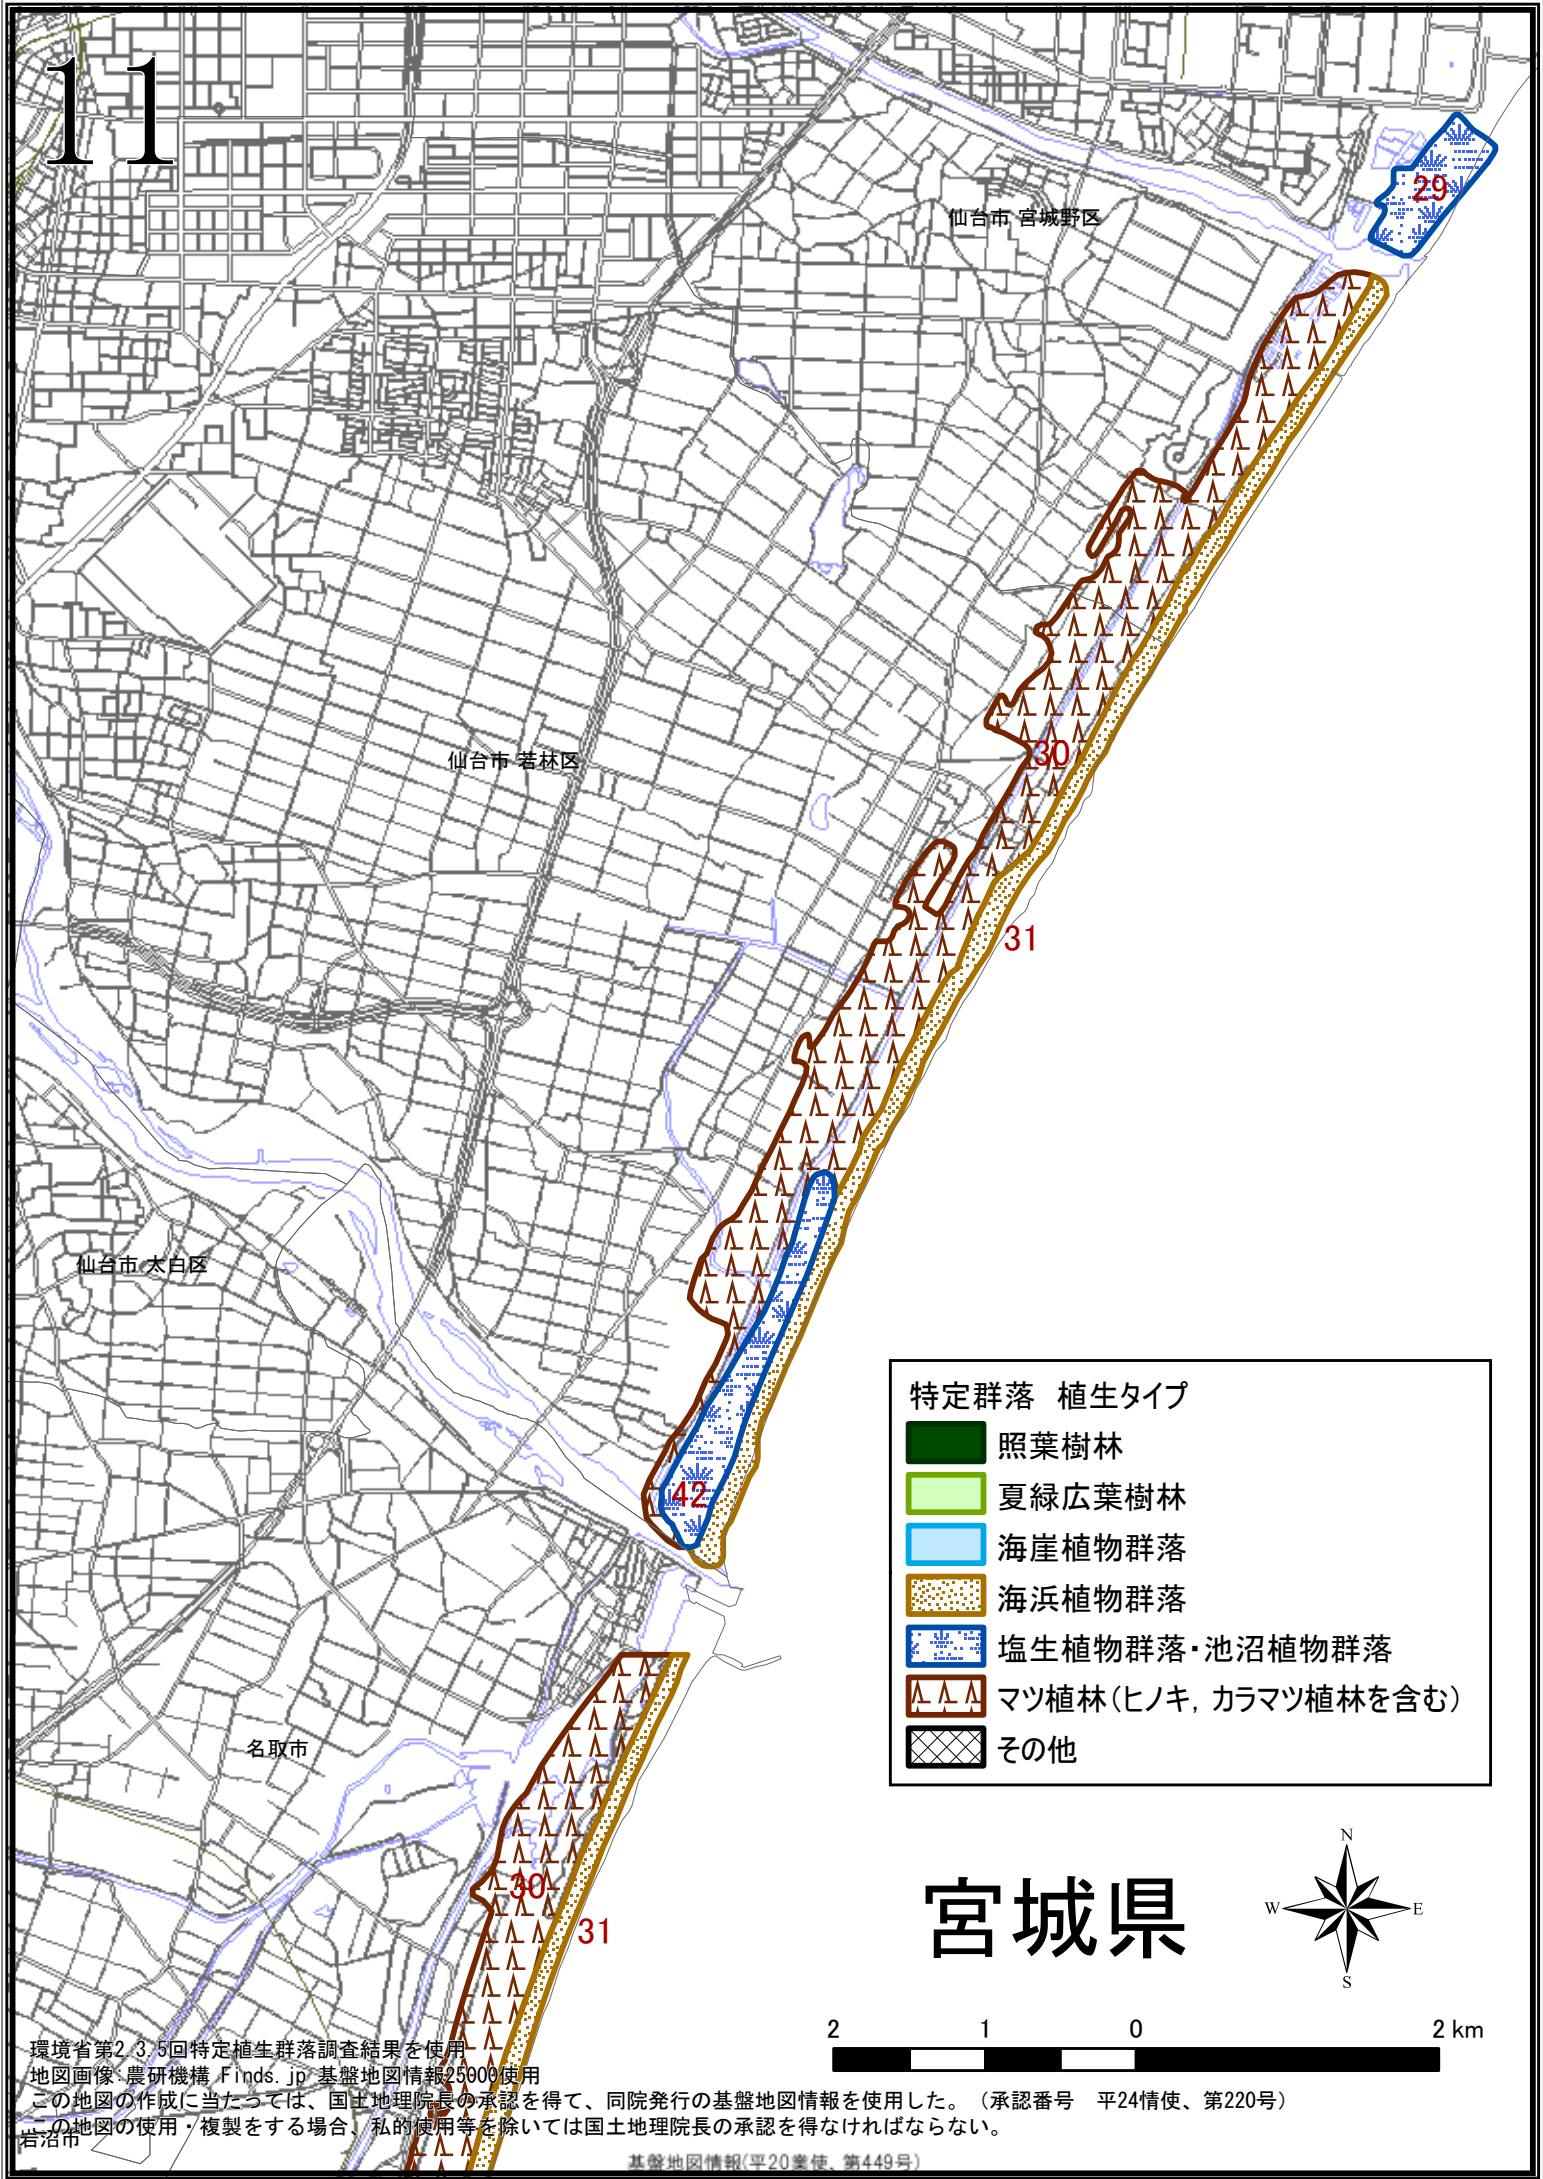 11
29
仙台市 宮城野区
30
仙台市 若林区
31
仙台市 太白区
特定群落　植生タイプ
照葉樹林
夏緑広葉樹林
海崖植物群落
42
海浜植物群落
塩生植物群落・池沼植物群落
マツ植林（ヒノキ，カラマツ植林を含む）
名取市
その他
30
31
宮城県
N
W
E
S
2 1 0 2 km
環境省第2.3.5回特定植生群落調査結果を使用
地図画像:農研機構 Finds.jp 基盤地図情報25000使用
この地図の作成に当たっては、国土地理院長の承認を得て、同院発行の基盤地図情報を使用した。（承認番号　平24情使、第220号）
この地図の使用・複製をする場合、私的使用等を除いては国土地理院長の承認を得なければならない。
岩沼市
基盤地図情報(平20業使、第449号)